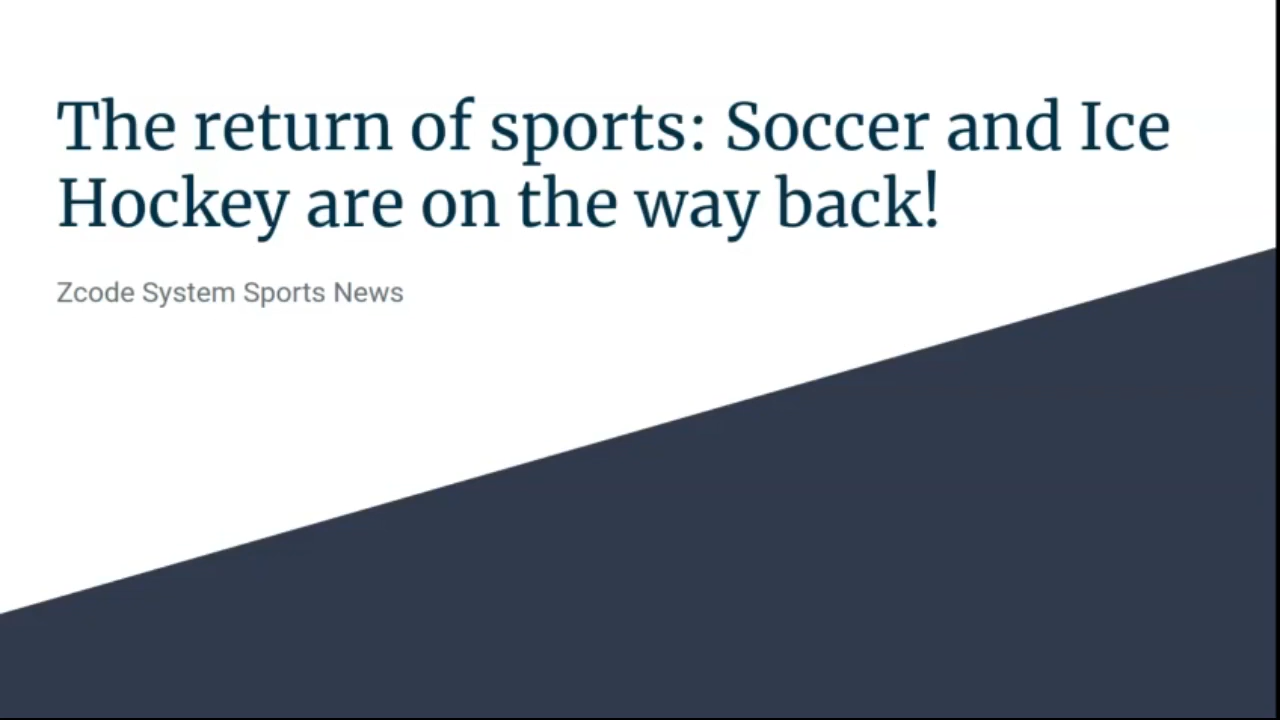 The return of sports: Soccer and Ice
Hockey are on the way back!
Zcode System Sports News